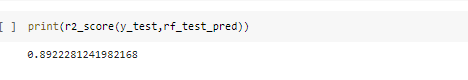 [ ] print(r2_score(y_test,rf_test_pred))
0.8922281241982168